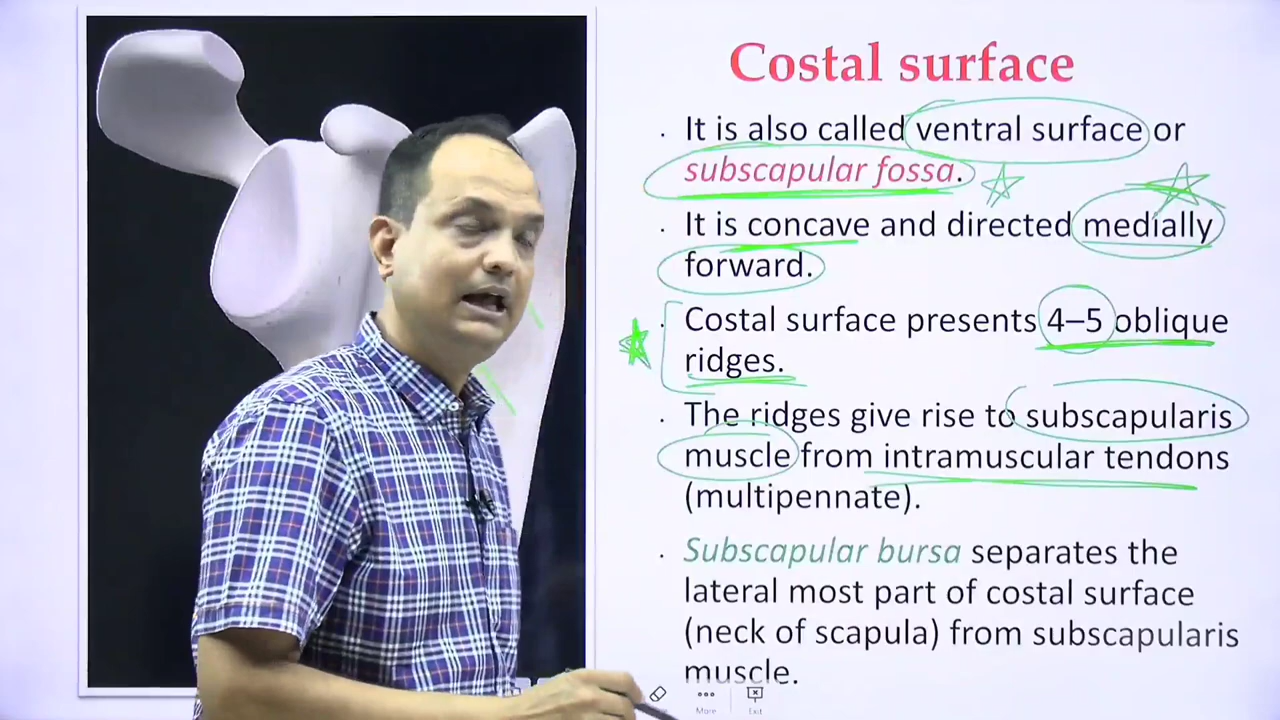 Costal surface
It is also called ventral surface or
subscapular fossa.
It is concave and directed medially
forward.
Costal surface presents 4–5 oblique
ridges.
The ridges give rise to subscapularis
muscle from intramuscular tendons
(multipennate).
Subscapular bursa separates the
lateral most part of costal surface
(neck of scapula) from subscapularis
muscle.
More
Exit